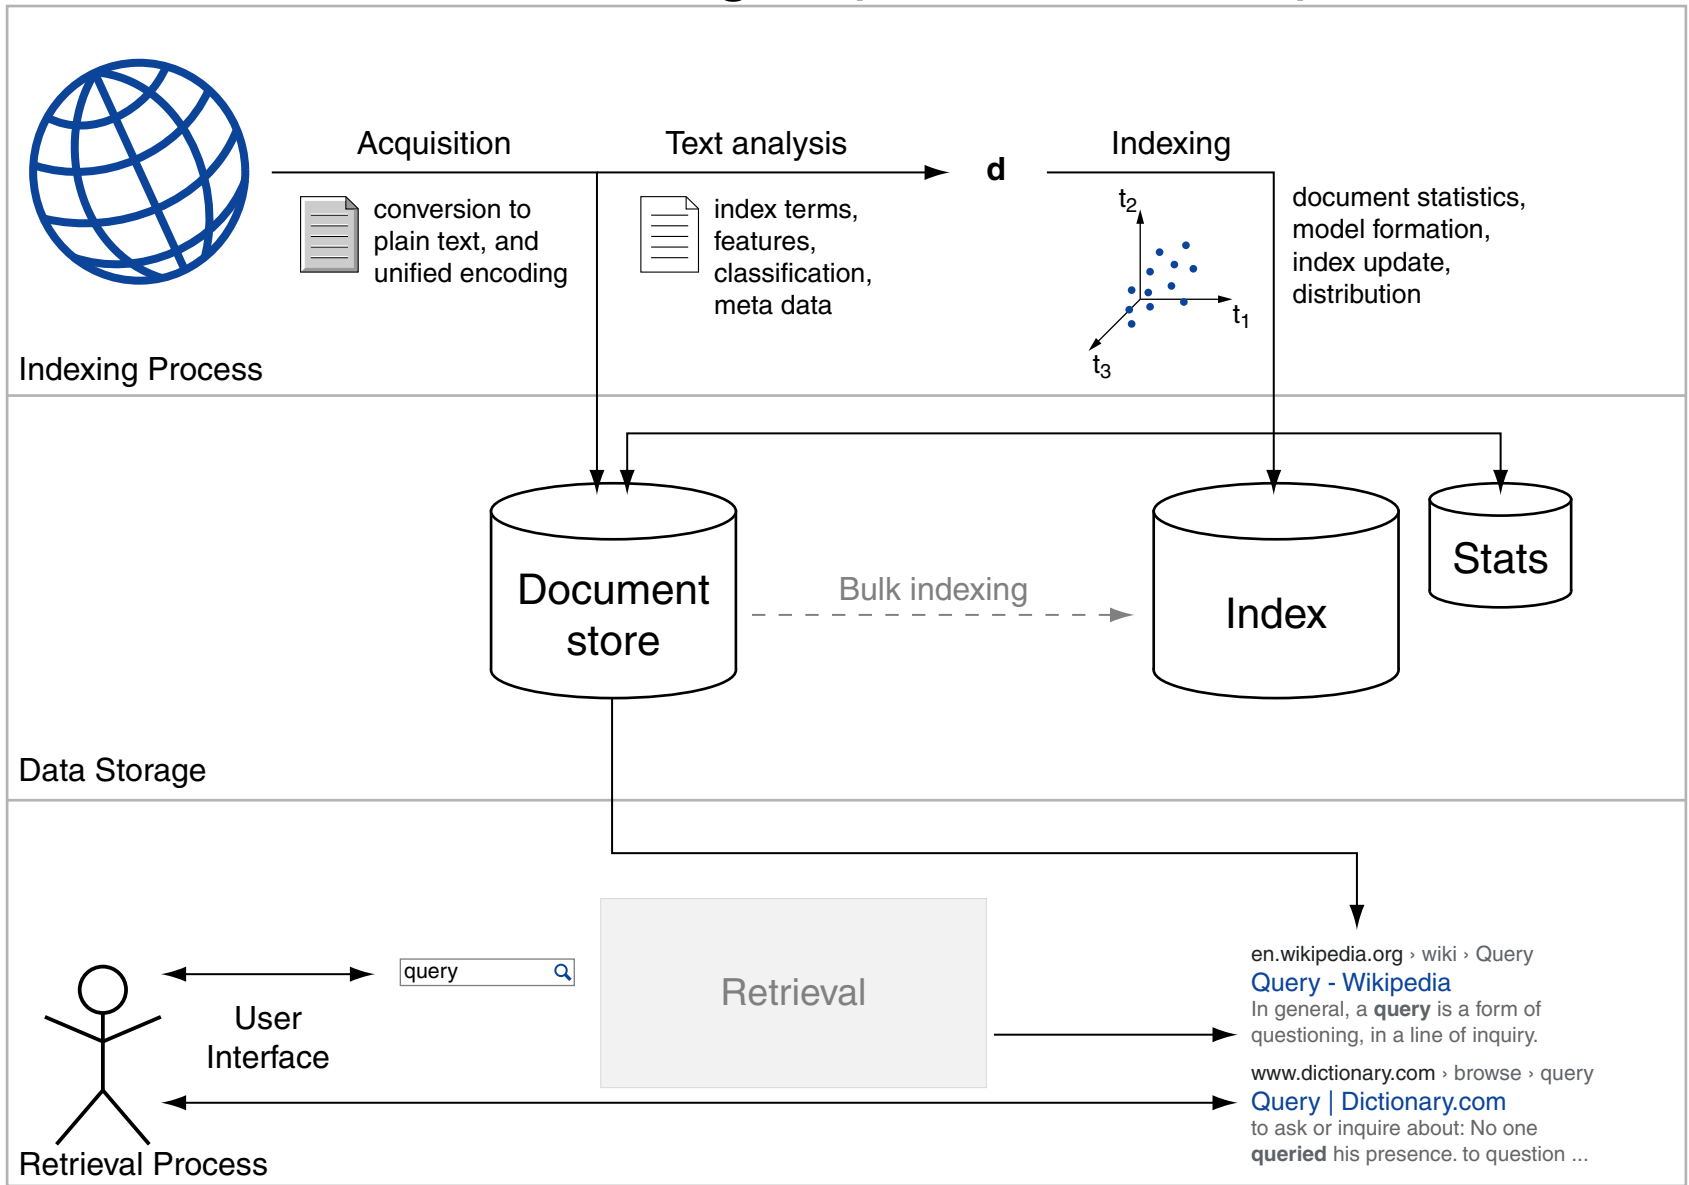 Acquisition
Text analysis
d
Indexing
conversion to
plain text, and
unified encoding
index terms,
features,
classification,
meta data
t2
t1
t3
document statistics,
model formation,
index update,
distribution
Indexing Process
Document
store
Bulk indexing
Index
Stats
Data Storage
query
User
Interface
Retrieval
en.wikipedia.org › wiki › Query
Query - Wikipedia
In general, a query is a form of
questioning, in a line of inquiry.
www.dictionary.com › browse › query
Query | Dictionary.com
to ask or inquire about: No one
queried his presence. to question ...
Retrieval Process